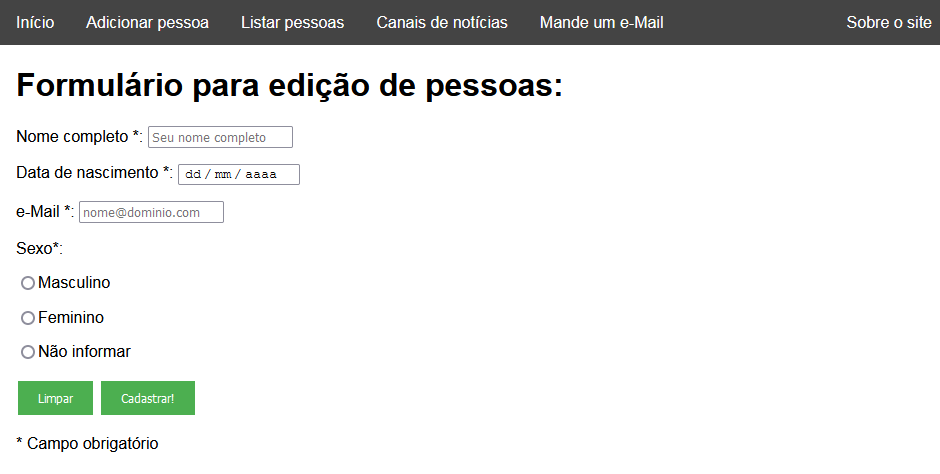 Início Adicionar pessoa Listar pessoas Canais de notícias Mande um e-Mail Sobre o site
Formulário para edição de pessoas:
Nome completo *: Seu nome completo
Data de nascimento *: dd / mm / aaaa
e-Mail *: nome@dominio.com
Sexo*:
Masculino
Feminino
Não informar
Limpar Cadastrar!
* Campo obrigatório